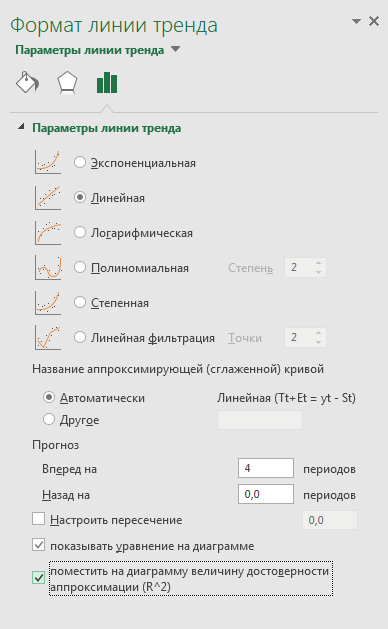 Формат линии тренда
Параметры линии тренда
Параметры линии тренда
Экспоненциальная
Линейная
Логарифмическая
Полиномиальная Степень 2
Степенная
Линейная фильтрация Точки 2
Название аппроксимирующей (сглаженной) кривой
Автоматически Линейная (Tt+Et = yt - St)
Другое
Прогноз
Вперед на 4 периодов
Назад на 0,0 периодов
Настроить пересечение 0,0
показывать уравнение на диаграмме
поместить на диаграмму величину достоверности
аппроксимации (R^2)